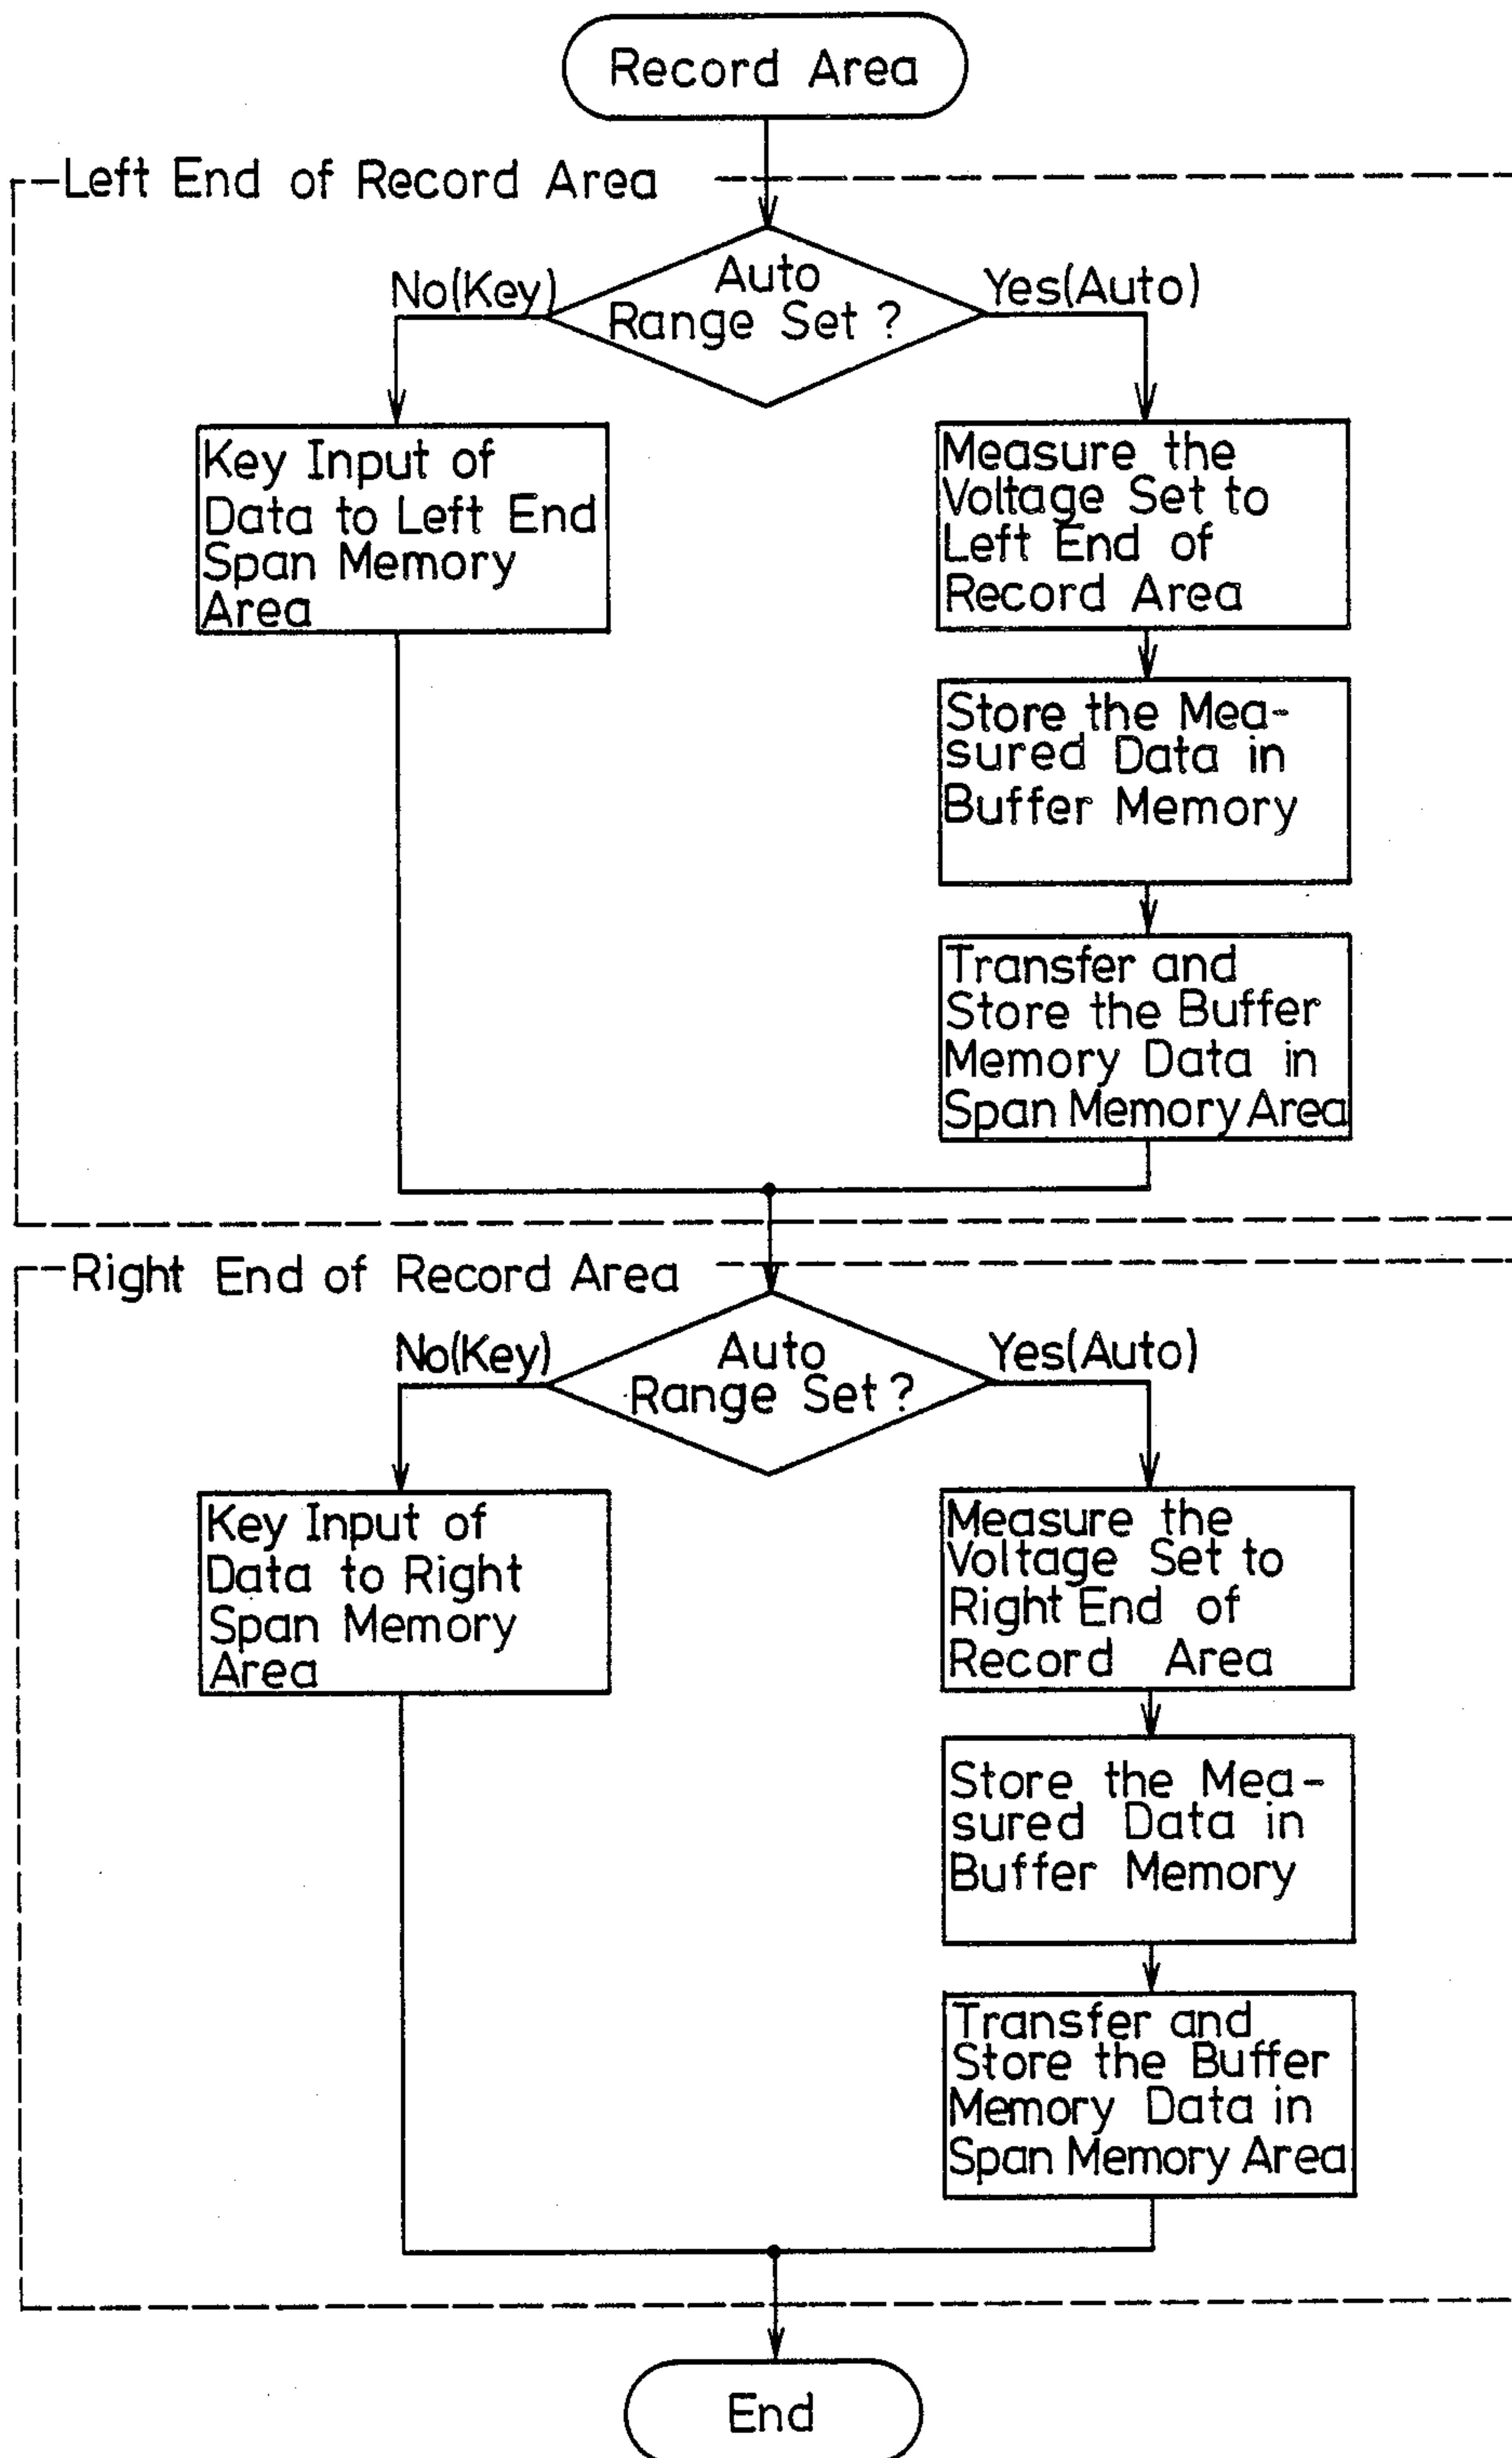 Record Area
Left End of Record Area
Auto
Range Set ?
No(Key)
Yes(Auto)
Key Input of
Data to Left End
Span Memory
Area
Measure the
Voltage Set to
Left End of
Record Area
Store the Mea-
sured Data in
Buffer Memory
Transfer and
Store the Buffer
Memory Data in
Span Memory Area
Right End of Record Area
Auto
Range Set ?
No(Key)
Yes(Auto)
Key Input of
Data to Right
Span Memory
Area
Measure the
Voltage Set to
Right End of
Record Area
Store the Mea-
sured Data in
Buffer Memory
Transfer and
Store the Buffer
Memory Data in
Span Memory Area
End